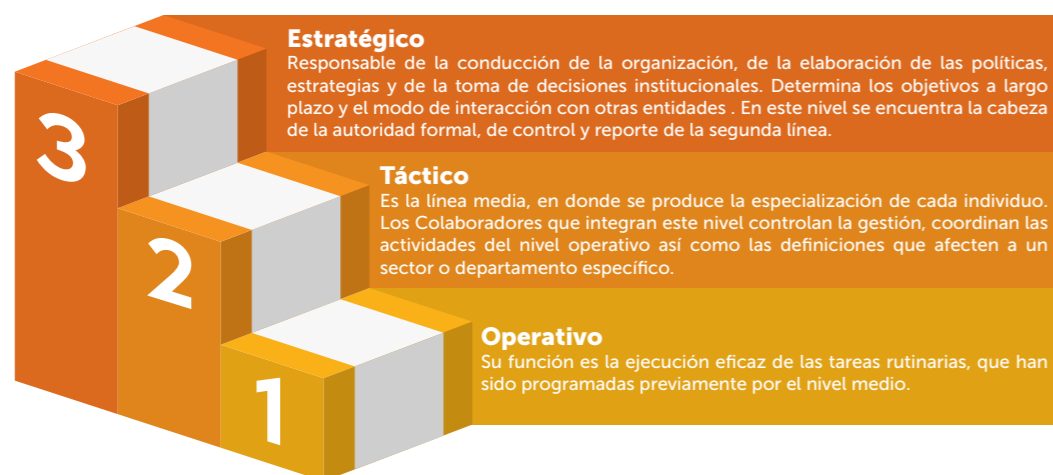 3
Estratégico
Responsable de la conducción de la organización, de la elaboración de las políticas,
estrategias y de la toma de decisiones institucionales. Determina los objetivos a largo
plazo y el modo de interacción con otras entidades . En este nivel se encuentra la cabeza
de la autoridad formal, de control y reporte de la segunda línea.
2
Táctico
Es la línea media, en donde se produce la especialización de cada individuo.
Los Colaboradores que integran este nivel controlan la gestión, coordinan las
actividades del nivel operativo así como las definiciones que afecten a un
sector o departamento específico.
1
Operativo
Su función es la ejecución eficaz de las tareas rutinarias, que han
sido programadas previamente por el nivel medio.